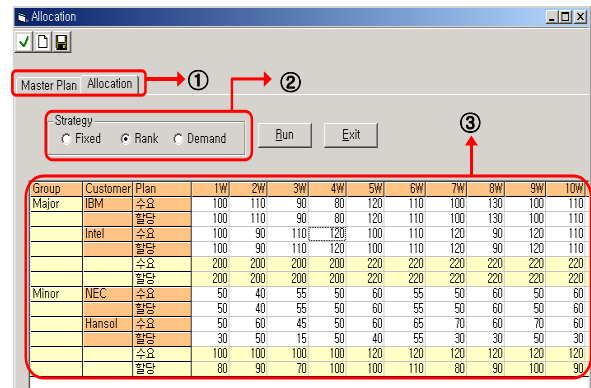 Allocation
Master Plan Allocation ①
②
Strategy
Fixed Rank Demand Run Exit
③
Group Customer Plan 1W 2W 3W 4W 5W 6W 7W 8W 9W 10W
Major IBM 수요 100 110 90 80 120 110 100 130 100 110
할당 100 110 90 80 120 110 100 130 100 110
Intel 수요 100 90 110 120 100 110 120 90 120 110
할당 100 90 110 120 100 110 120 90 120 110
수요 200 200 200 200 220 220 220 220 220 220
할당 200 200 200 200 220 220 220 220 220 220
Minor NEC 수요 50 40 55 50 60 55 50 60 50 60
할당 50 40 55 50 60 55 50 60 50 60
Hansol 수요 50 60 45 50 60 65 70 60 70 60
할당 30 50 15 50 40 55 30 30 50 30
수요 100 100 100 100 120 120 120 120 120 120
할당 80 90 70 100 100 110 80 90 100 90